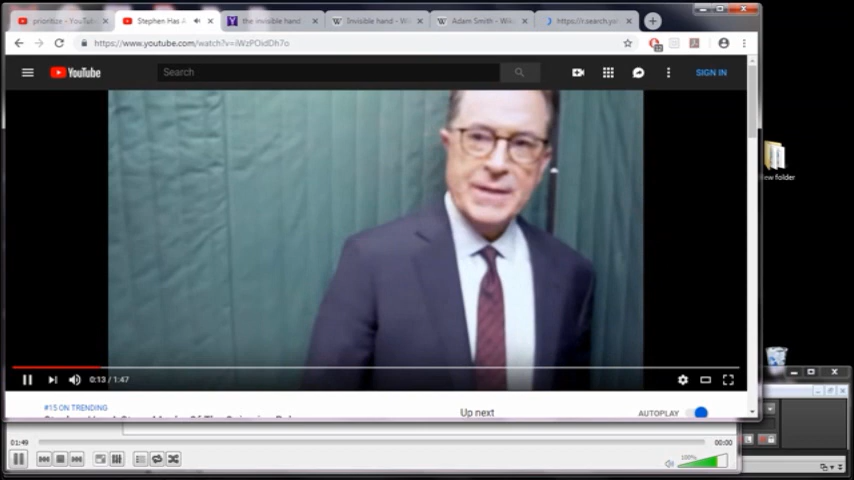 prioritize - YouTu
Stephen Has A
the invisible hand
Invisible hand - Wi
Adam Smith - Wiki
https://r.search.ya
https://www.youtube.com/watch?v=iWzPOidDh7o
YouTube
Search
SIGN IN
New folder
0:13 / 1:47
#15 ON TRENDING
Up next
AUTOPLAY
01:49
00:00
100%